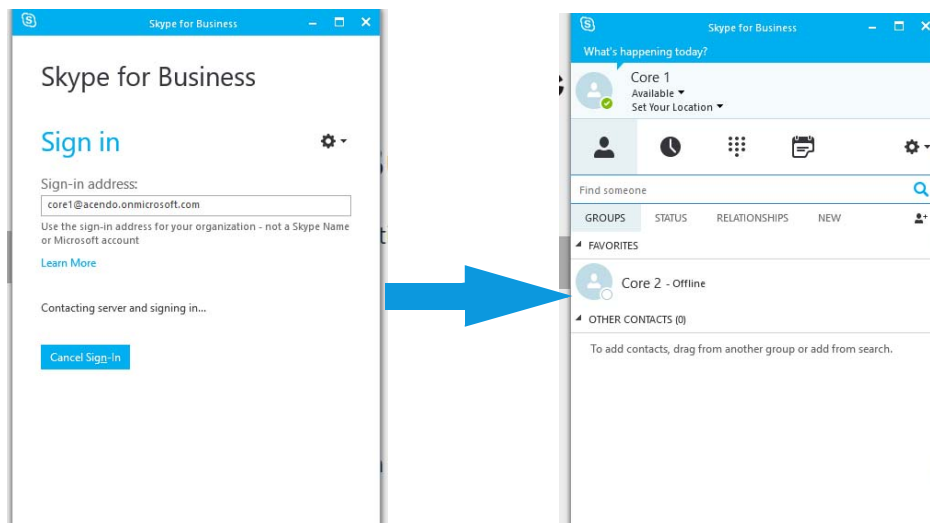 Skype for Business
Skype for Business
Sign in
Sign-in address:
core1@acendo.onmicrosoft.com
Use the sign-in address for your organization - not a Skype Name
or Microsoft account
Learn More
Contacting server and signing in...
Cancel Sign-In
Skype for Business
What's happening today?
Core 1
Available
Set Your Location
Find someone
GROUPS STATUS RELATIONSHIPS NEW
FAVORITES
Core 2 - Offline
OTHER CONTACTS (0)
To add contacts, drag from another group or add from search.